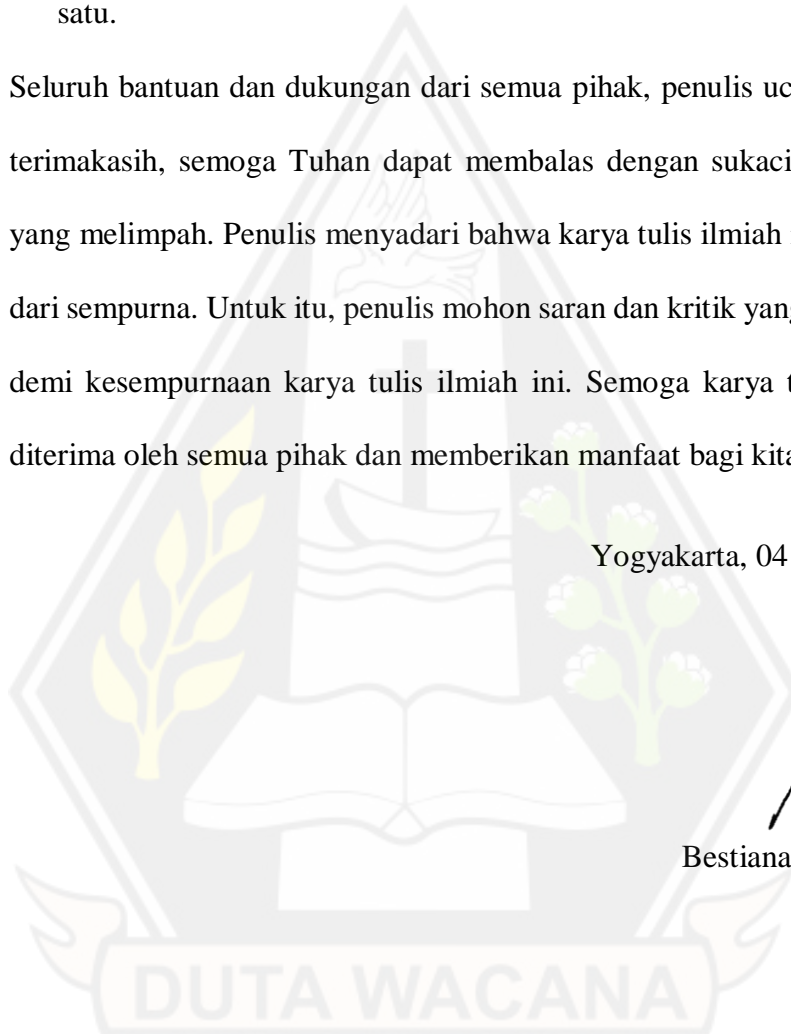 satu.
Seluruh bantuan dan dukungan dari semua pihak, penulis uc
terimakasih, semoga Tuhan dapat membalas dengan sukaci
yang melimpah. Penulis menyadari bahwa karya tulis ilmiah
dari sempurna. Untuk itu, penulis mohon saran dan kritik yang
demi kesempurnaan karya tulis ilmiah ini. Semoga karya t
diterima oleh semua pihak dan memberikan manfaat bagi kita
Yogyakarta, 04
Bestiana
DUTA WACANA